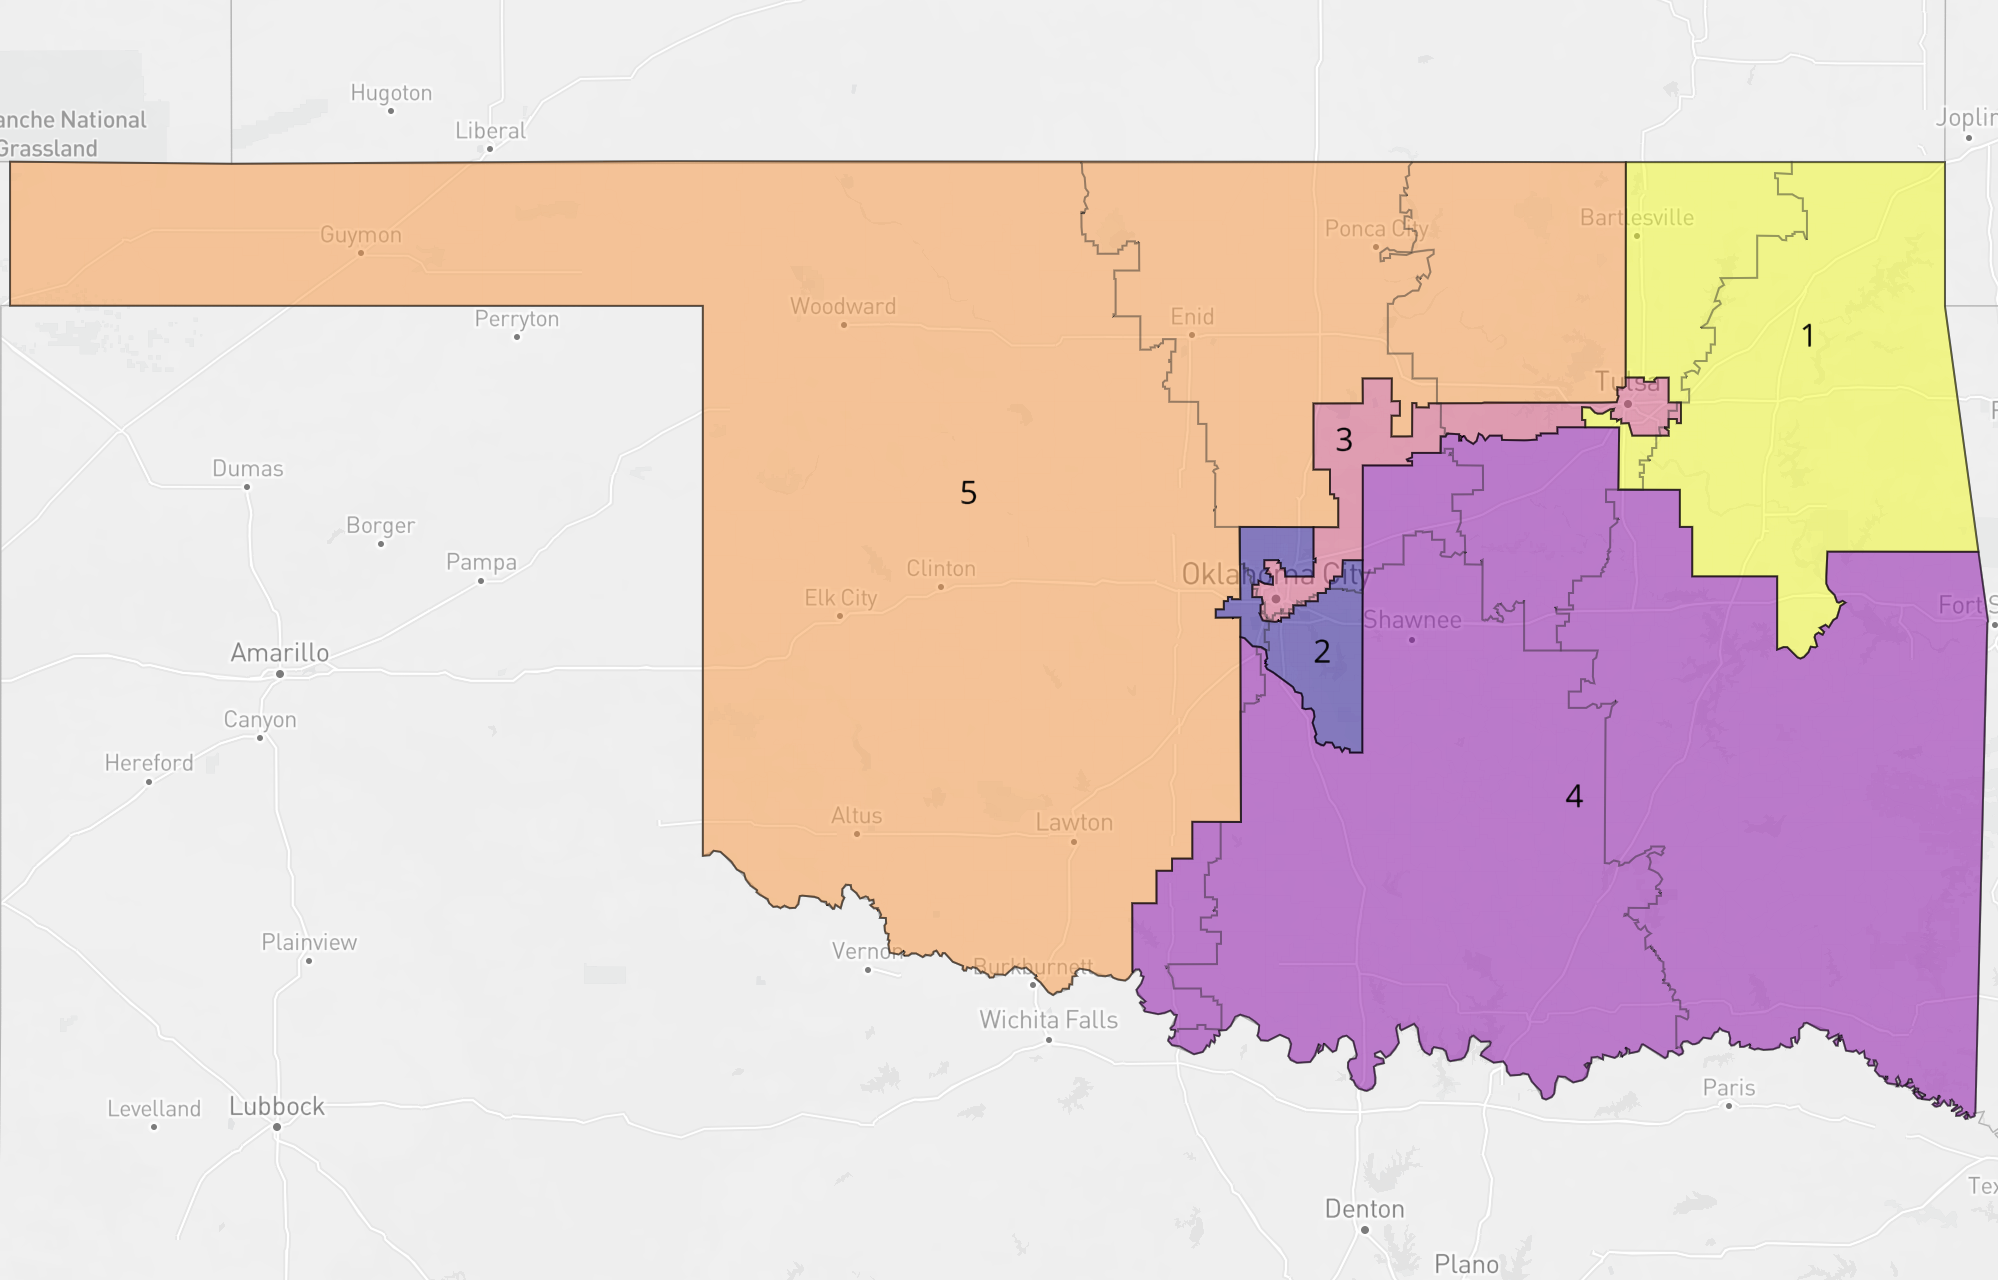 Hugoton
Liberal
anche National
Grassland
Joplin
Guymon
Ponca City
Bartlesville
Woodward
Perryton
Enid
1
Tulsa
3
Dumas
5
Borger
Pampa
Clinton
Oklahoma City
Elk City
Shawnee
Fort S
Amarillo
2
Canyon
Hereford
4
Altus
Lawton
Plainview
Vernon
Burkburnett
Wichita Falls
Levelland
Lubbock
Paris
Tex
Denton
Plano